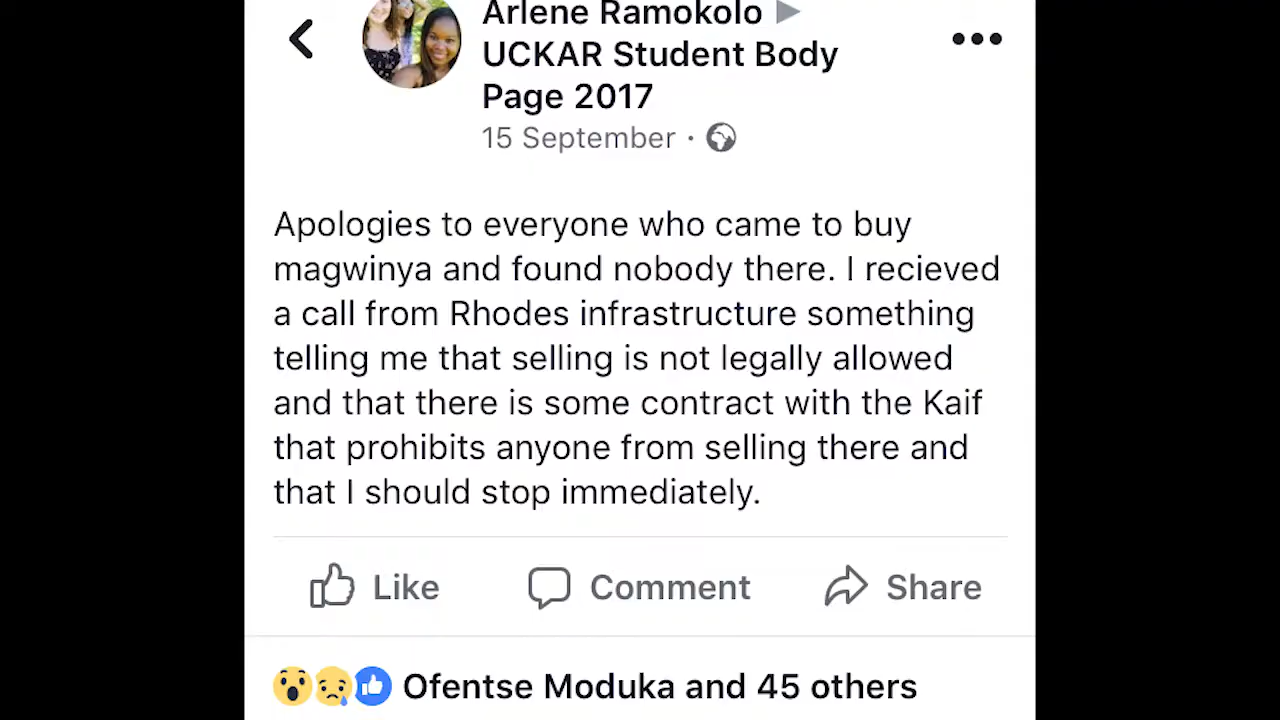 Arlene Ramokolo
UCKAR Student Body
Page 2017
15 September ·
Apologies to everyone who came to buy
magwinya and found nobody there. I recieved
a call from Rhodes infrastructure something
telling me that selling is not legally allowed
and that there is some contract with the Kaif
that prohibits anyone from selling there and
that I should stop immediately.
Like Comment Share
Ofentse Moduka and 45 others